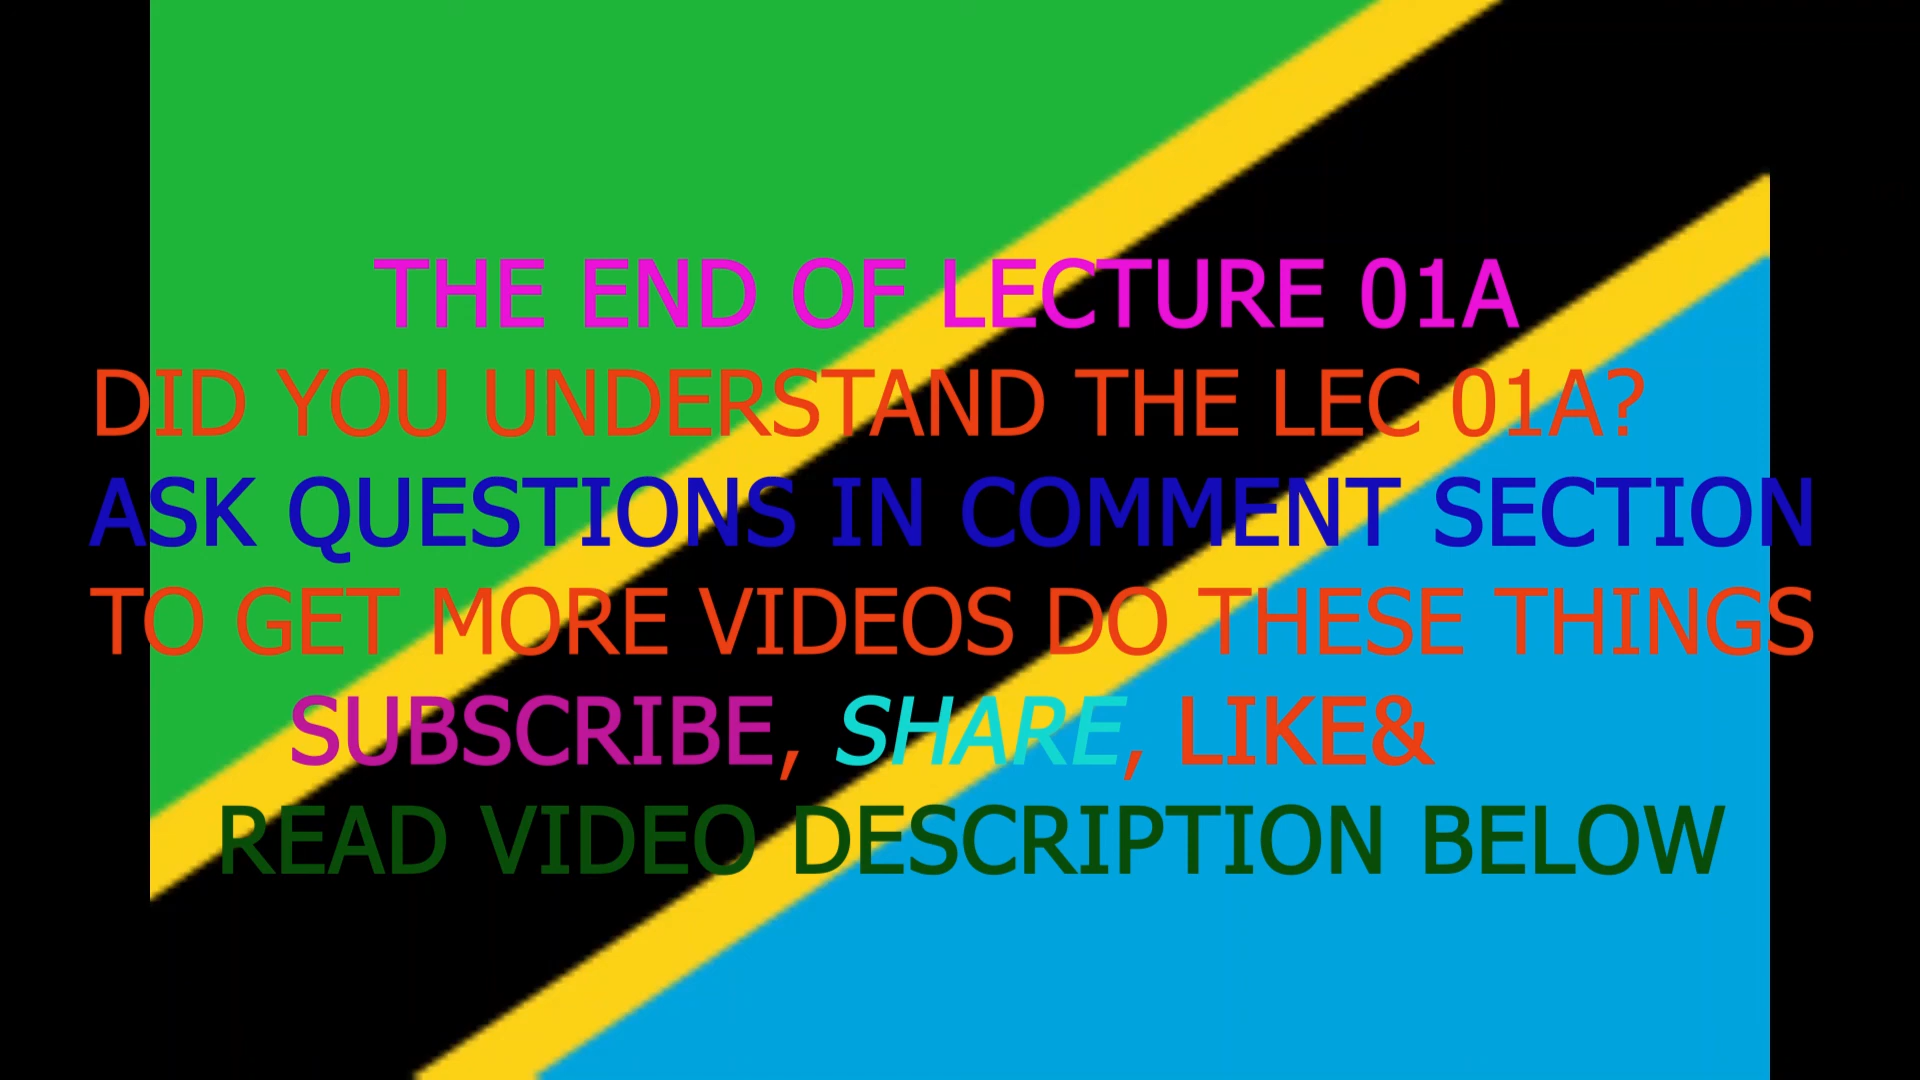 THE END OF LECTURE 01A
DID YOU UNDERSTAND THE LEC 01A?
ASK QUESTIONS IN COMMENT SECTION
TO GET MORE VIDEOS DO THESE THINGS
SUBSCRIBE, SHARE, LIKE&
READ VIDEO DESCRIPTION BELOW